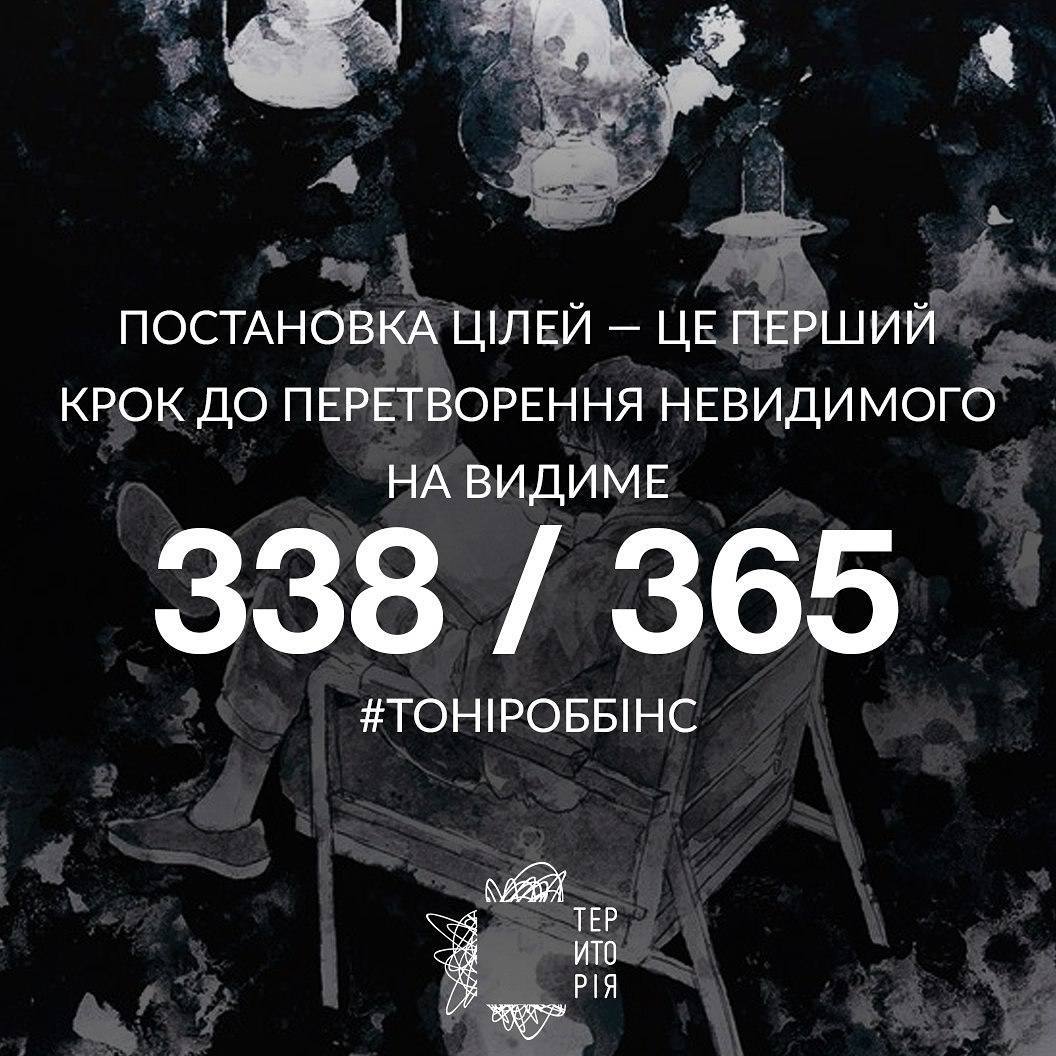 ПОСТАНОВКА ЦІЛЕЙ — ЦЕ ПЕРШИЙ
КРОК ДО ПЕРЕТВОРЕННЯ НЕВИДИМОГО
НА ВИДИМЕ
338 / 365
#ТОНІРОББІНС
ТЕР
ИТО
РІЯ